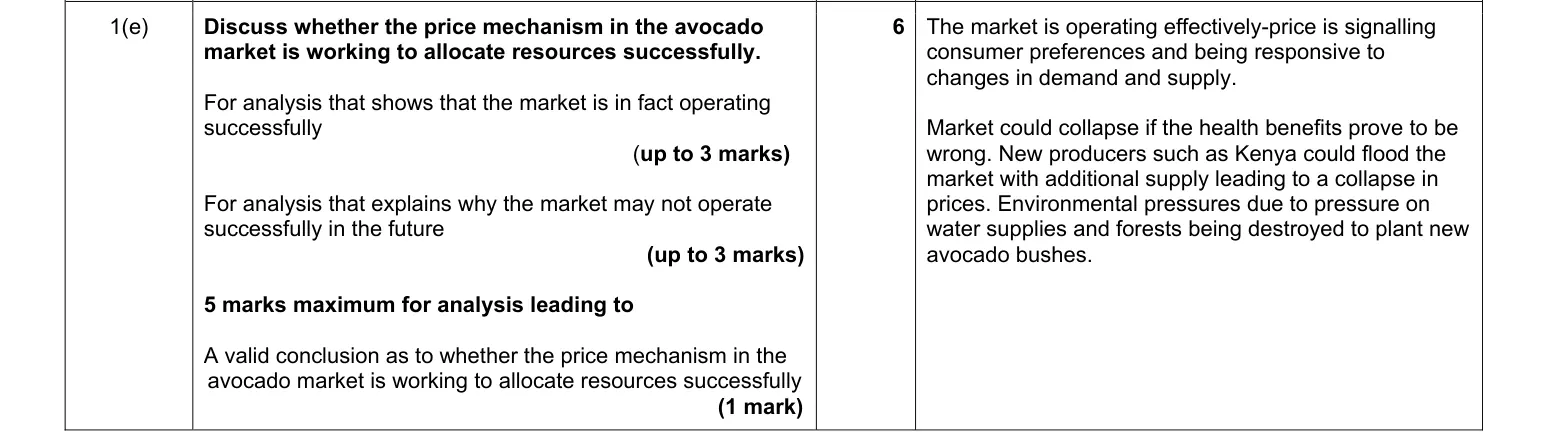 1(e)
Discuss whether the price mechanism in the avocado
market is working to allocate resources successfully.
For analysis that shows that the market is in fact operating
successfully
(up to 3 marks)
For analysis that explains why the market may not operate
successfully in the future
(up to 3 marks)
5 marks maximum for analysis leading to
A valid conclusion as to whether the price mechanism in the
avocado market is working to allocate resources successfully
(1 mark)
6
The market is operating effectively-price is signalling
consumer preferences and being responsive to
changes in demand and supply.
Market could collapse if the health benefits prove to be
wrong. New producers such as Kenya could flood the
market with additional supply leading to a collapse in
prices. Environmental pressures due to pressure on
water supplies and forests being destroyed to plant new
avocado bushes.